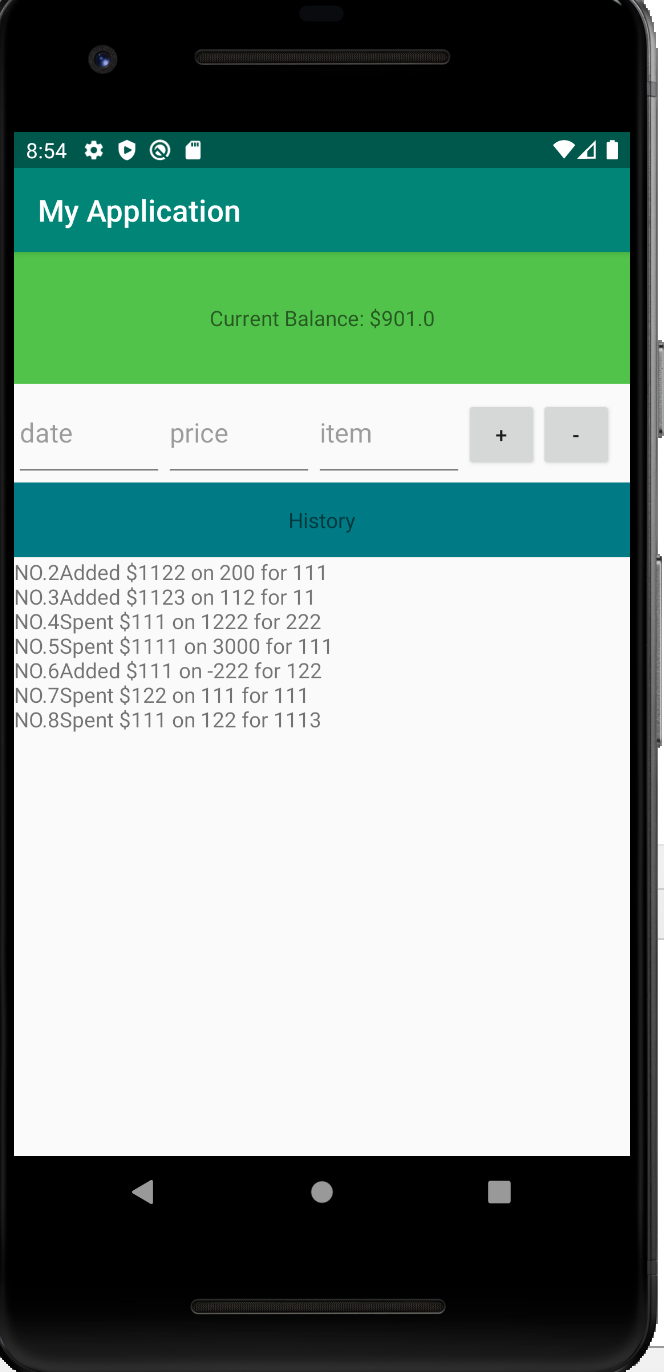 8:54
My Application
Current Balance: $901.0
date price item + -
History
NO.2Added $1122 on 200 for 111
NO.3Added $1123 on 112 for 11
NO.4Spent $111 on 1222 for 222
NO.5Spent $1111 on 3000 for 111
NO.6Added $111 on -222 for 122
NO.7Spent $122 on 111 for 111
NO.8Spent $111 on 122 for 1113